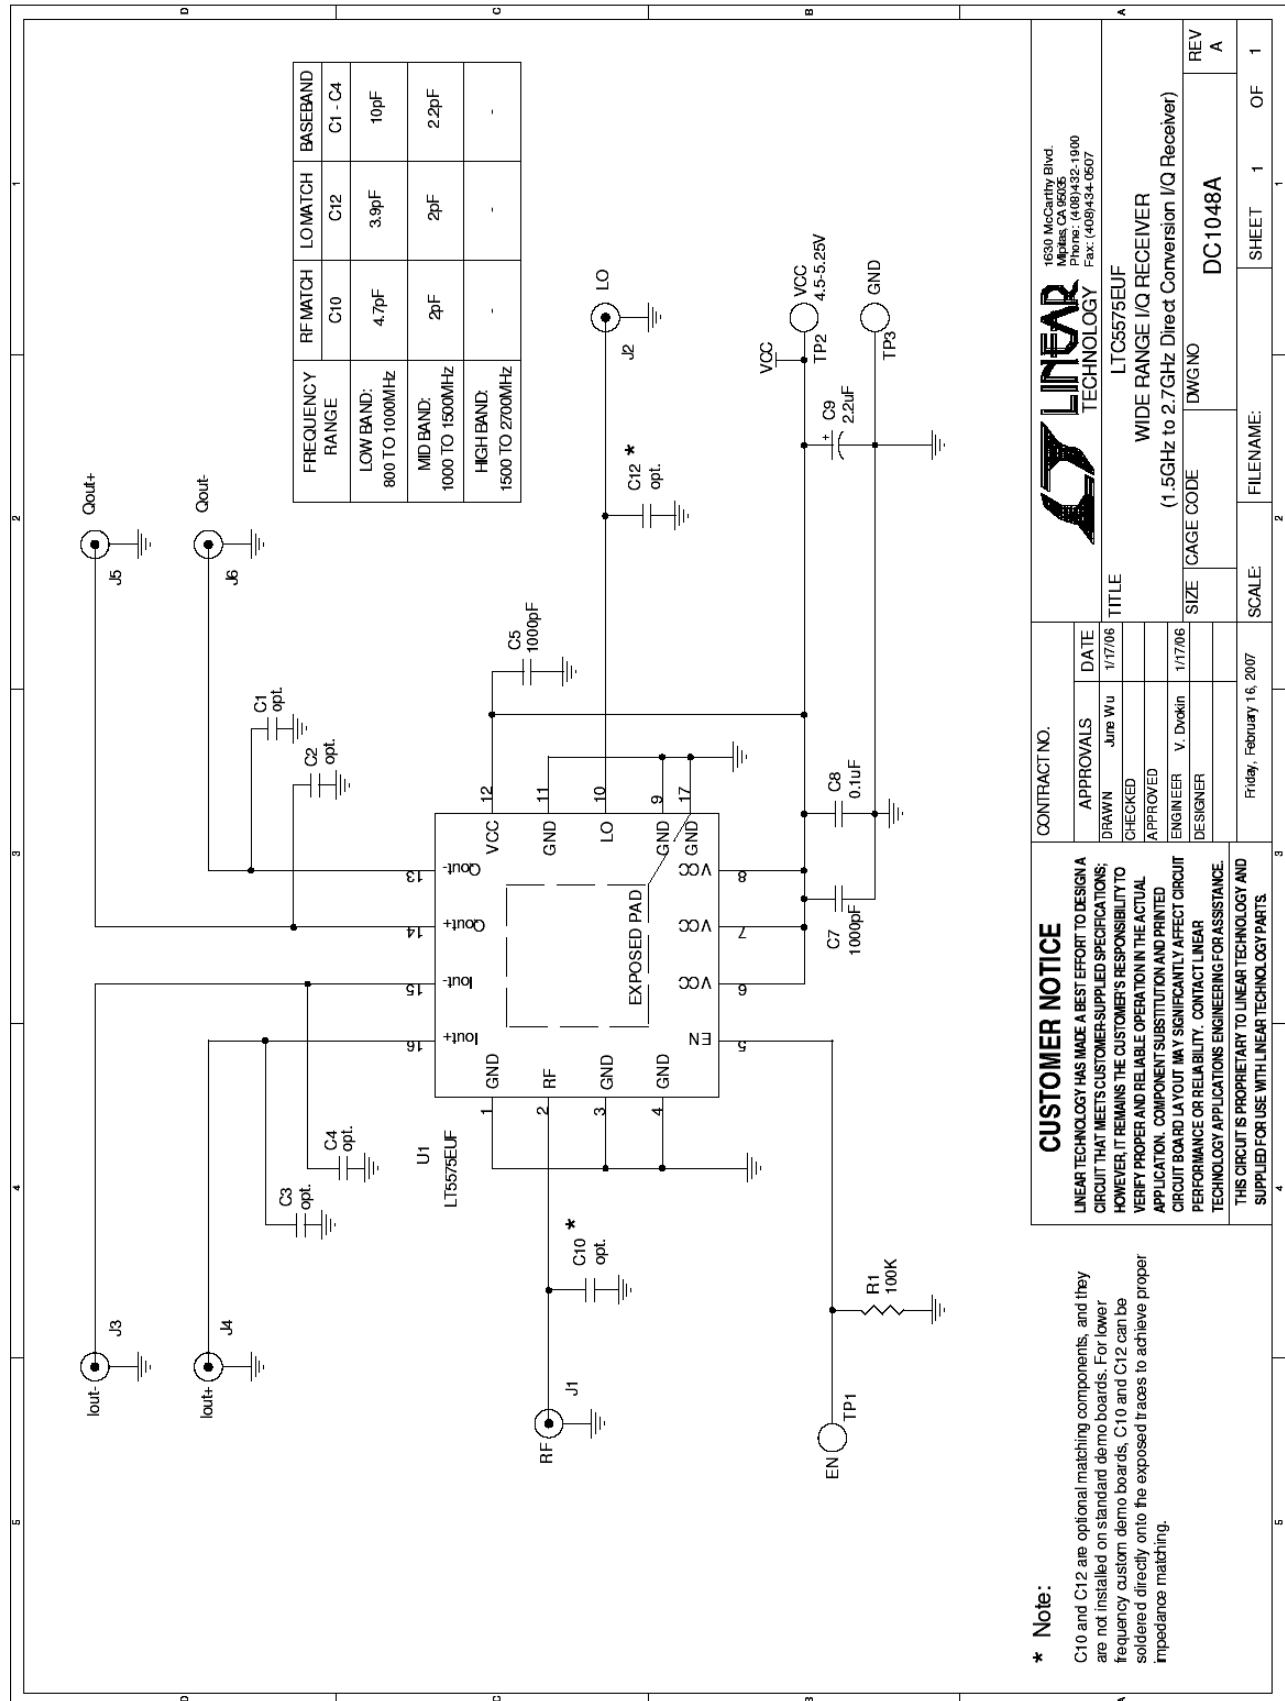 5
4
3
2
1
D
D
C
C
B
B
A
A
Iout-
J3
Iout+
J4
Qout+
J5
Qout-
J6
C3
opt.
C4
opt.
C1
opt.
C2
opt.
FREQUENCY RANGE RF MATCH LO MATCH BASEBAND
C10 C12 C1 - C4
LOW BAND:
800 TO 1000MHz 4.7pF 3.9pF 10pF
MID BAND:
1000 TO 1500MHz 2pF 2pF 2.2pF
HIGH BAND:
1500 TO 2700MHz - - -
U1
LT5575EUF
16
15
14
13
Iout+
Iout-
Qout+
Qout-
1 GND
2 RF
3 GND
4 GND
VCC 12
GND 11
LO 10
GND 9
GND 17
EXPOSED PAD
EN
VCC
VCC
VCC
5
6
7
8
RF
J1
C10
opt.
*
C5
1000pF
LO
J2
C12
opt.
*
EN
TP1
R1
100K
C7
1000pF
C8
0.1uF
C9
2.2uF
+
VCC
VCC
4.5-5.25V
TP2
GND
TP3
* Note:
C10 and C12 are optional matching components, and they
are not installed on standard demo boards. For lower
frequency custom demo boards, C10 and C12 can be
soldered directly onto the exposed traces to achieve proper
impedance matching.
CUSTOMER NOTICE
LINEAR TECHNOLOGY HAS MADE A BEST EFFORT TO DESIGN A
CIRCUIT THAT MEETS CUSTOMER-SUPPLIED SPECIFICATIONS;
HOWEVER, IT REMAINS THE CUSTOMER'S RESPONSIBILITY TO
VERIFY PROPER AND RELIABLE OPERATION IN THE ACTUAL
APPLICATION. COMPONENT SUBSTITUTION AND PRINTED
CIRCUIT BOARD LAYOUT MAY SIGNIFICANTLY AFFECT CIRCUIT
PERFORMANCE OR RELIABILITY. CONTACT LINEAR
TECHNOLOGY APPLICATIONS ENGINEERING FOR ASSISTANCE.
THIS CIRCUIT IS PROPRIETARY TO LINEAR TECHNOLOGY AND
SUPPLIED FOR USE WITH LINEAR TECHNOLOGY PARTS.
CONTRACT NO.
APPROVALS DATE
DRAWN June Wu 1/17/06
CHECKED
APPROVED
ENGINEER V. Dvokin 1/17/06
DESIGNER
Friday, February 16, 2007
LINEAR
TECHNOLOGY
1630 McCarthy Blvd.
Milpitas, CA 95035
Phone: (408)432-1900
Fax: (408)434-0507
TITLE
LTC5575EUF
WIDE RANGE I/Q RECEIVER
(1.5GHz to 2.7GHz Direct Conversion I/Q Receiver)
SIZE CAGE CODE DWG NO REV
DC1048A A
SCALE: FILENAME: SHEET 1 OF 1
5
4
3
2
1